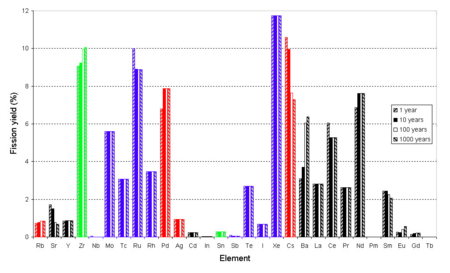 12
10
8
6
4
2
0
Fission yield (%)
1 year
10 years
100 years
1000 years
Rb Sr Y Zr Nb Mo Tc Ru Rh Pd Ag Cd In Sn Sb Te I Xe Cs Ba La Ce Pr Nd Pm Sm Eu Gd Tb
Element